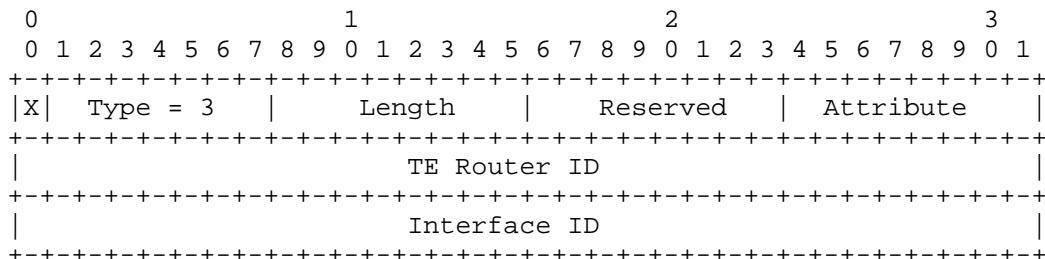 0                   1                   2                   3
 0 1 2 3 4 5 6 7 8 9 0 1 2 3 4 5 6 7 8 9 0 1 2 3 4 5 6 7 8 9 0 1
+-+-+-+-+-+-+-+-+-+-+-+-+-+-+-+-+-+-+-+-+-+-+-+-+-+-+-+-+-+-+-+-+
|X|  Type = 3   |     Length    |    Reserved   |  Attribute    |
+-+-+-+-+-+-+-+-+-+-+-+-+-+-+-+-+-+-+-+-+-+-+-+-+-+-+-+-+-+-+-+-+
|                        TE Router ID                           |
+-+-+-+-+-+-+-+-+-+-+-+-+-+-+-+-+-+-+-+-+-+-+-+-+-+-+-+-+-+-+-+-+
|                        Interface ID                           |
+-+-+-+-+-+-+-+-+-+-+-+-+-+-+-+-+-+-+-+-+-+-+-+-+-+-+-+-+-+-+-+-+